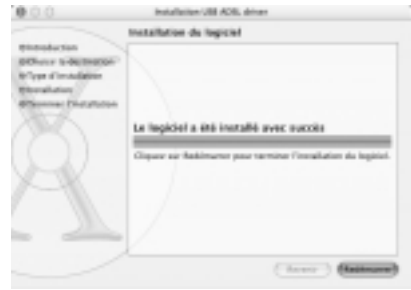 Installation USB ADSL driver
Installation du logiciel
Introduction
Choisir la destination
Type d'installation
Installation
Terminer l'installation
Le logiciel a été installé avec succès
Cliquez sur Redémarrer pour terminer l'installation du logiciel.
Revenir
Redémarrer